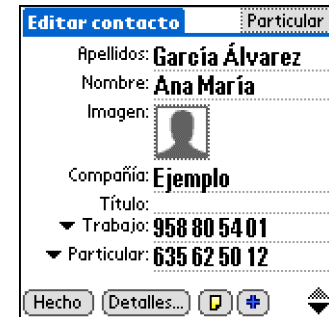 Editar contacto Particular
Apellidos: García Álvarez
Nombre: Ana María
Imagen:
Compañía: Ejemplo
Título:
Trabajo: 958 80 54 01
Particular: 635 62 50 12
Hecho Detalles...